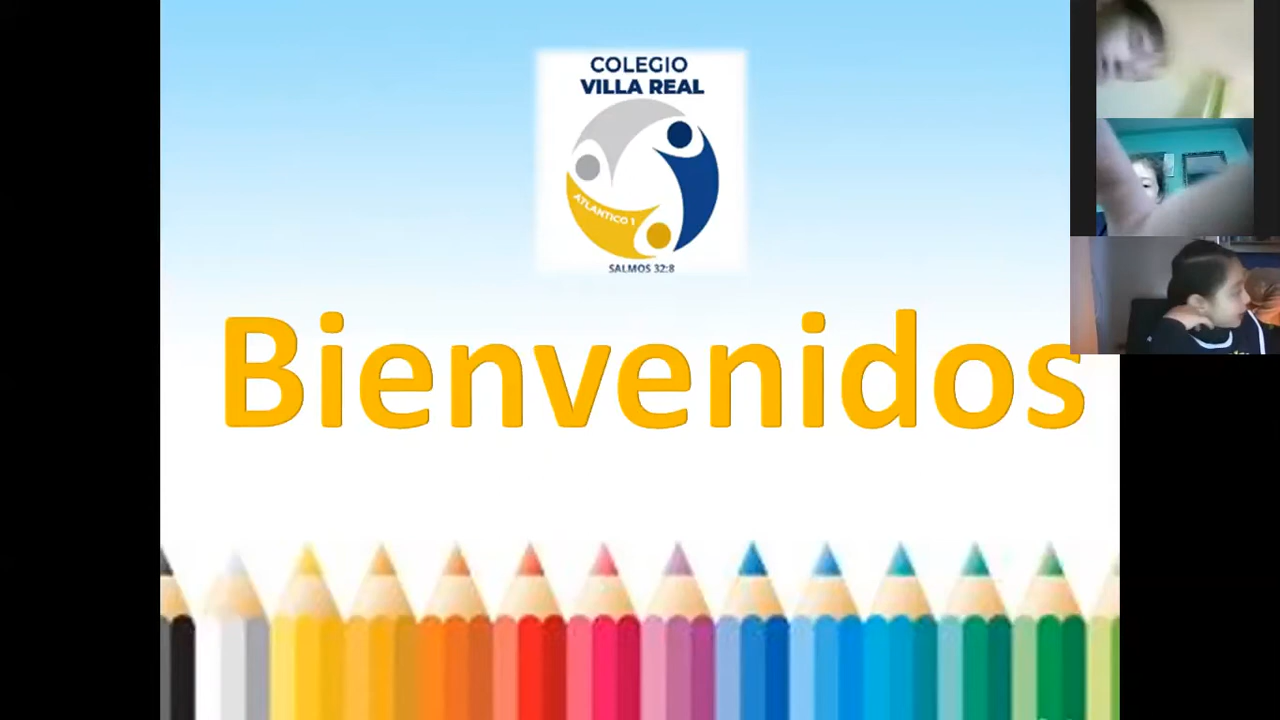 COLEGIO
VILLA REAL
ATLANTICO 1
SALMOS 32:8
Bienvenidos